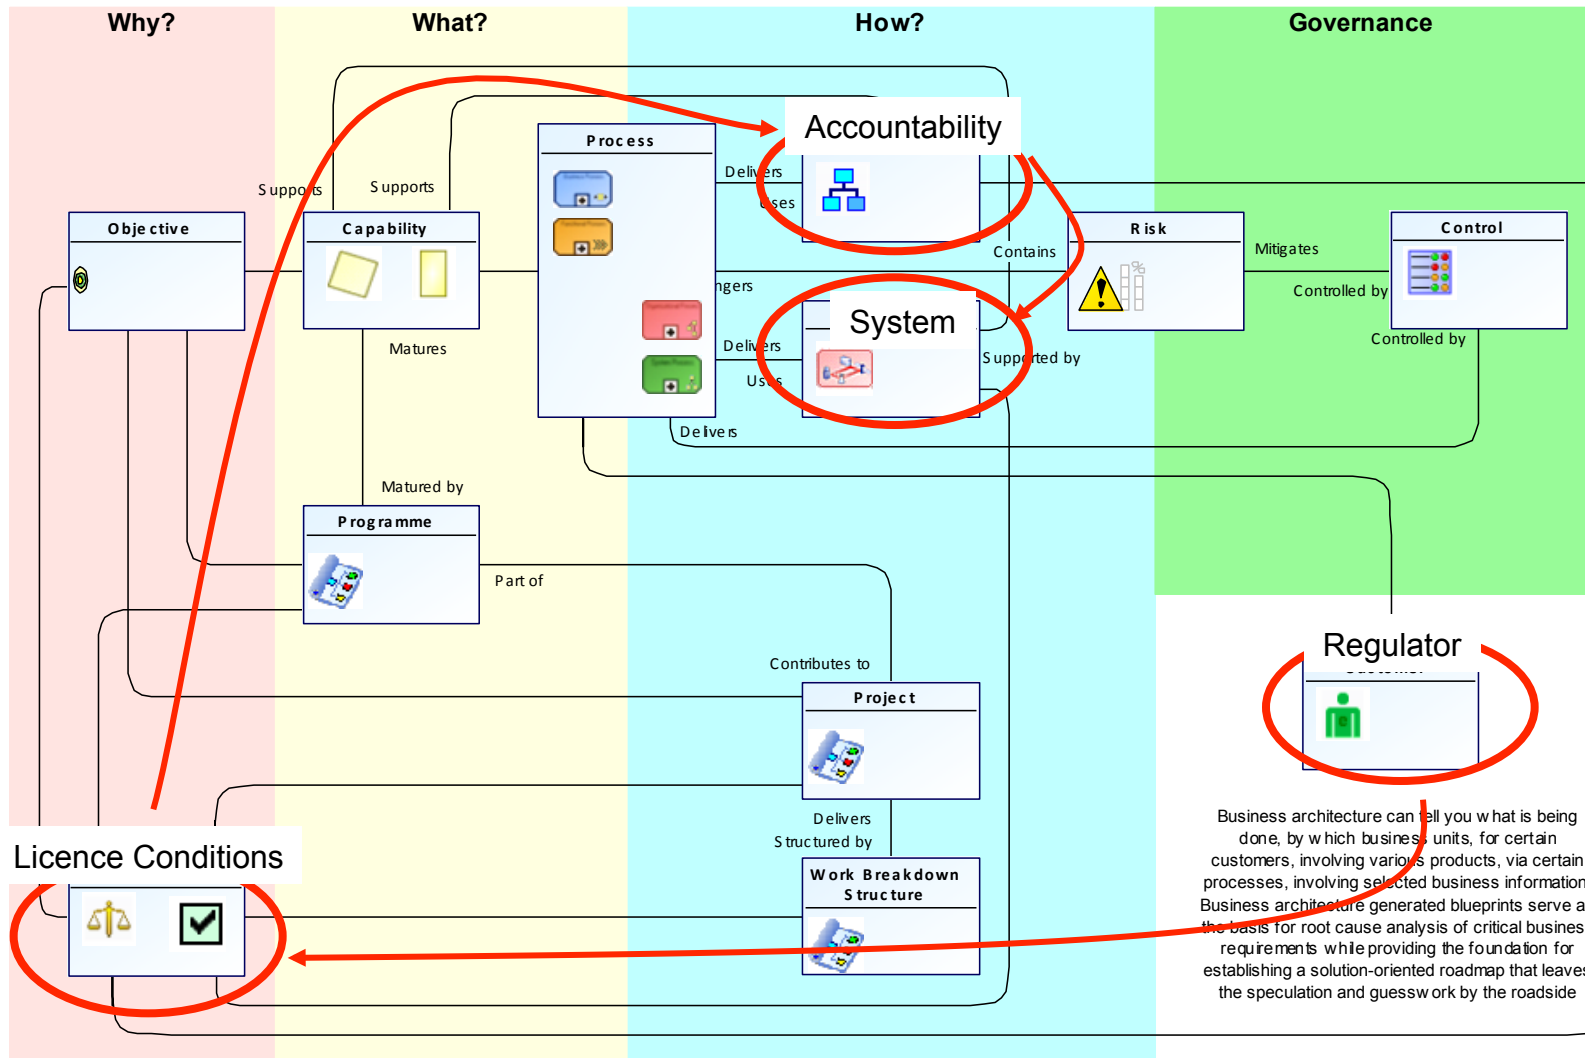 Why?
What?
How?
Governance
Accountability
Process
Delivers
Uses
Supports
Supports
Objective
Capability
Risk
Control
Contains
Mitigates
ngers
Controlled by
System
Matures
Delivers
Supported by
Controlled by
Uses
Delivers
Matured by
Programme
Part of
Regulator
Customer
Contributes to
Project
Delivers
Structured by
Licence Conditions
Work Breakdown
Structure
Business architecture can tell you what is being
done, by which business units, for certain
customers, involving various products, via certain
processes, involving selected business information
Business architecture generated blueprints serve a
the basis for root cause analysis of critical busines
requirements while providing the foundation for
establishing a solution-oriented roadmap that leaves
the speculation and guesswork by the roadside